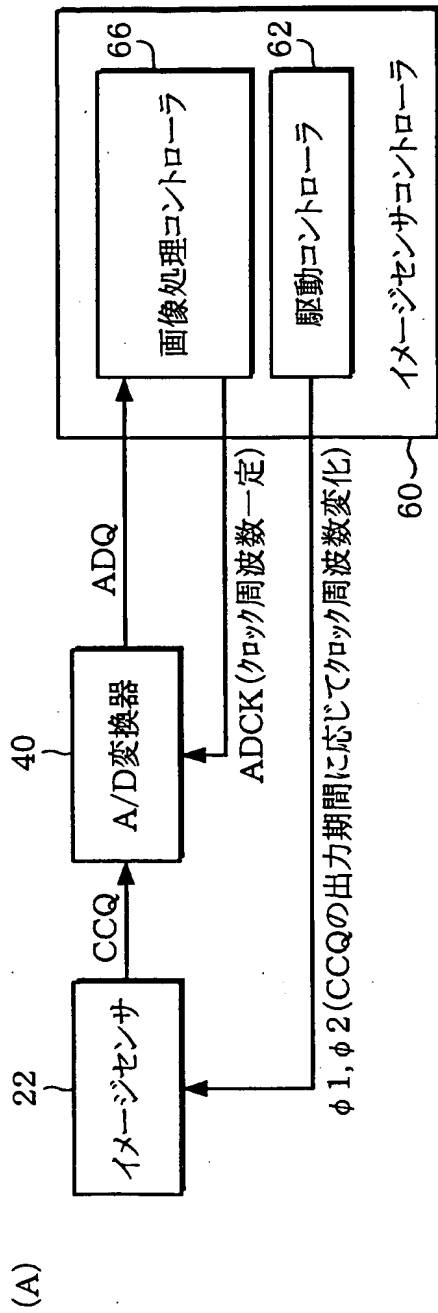 (A)
22
イメージセンサ
CCQ
40
A/D変換器
ADQ
66
画像処理コントローラ
62
駆動コントローラ
イメージセンサコントローラ
60
ADCK(クロック周波数一定)
φ1,φ2(CCQの出力期間に応じてクロック周波数変化)